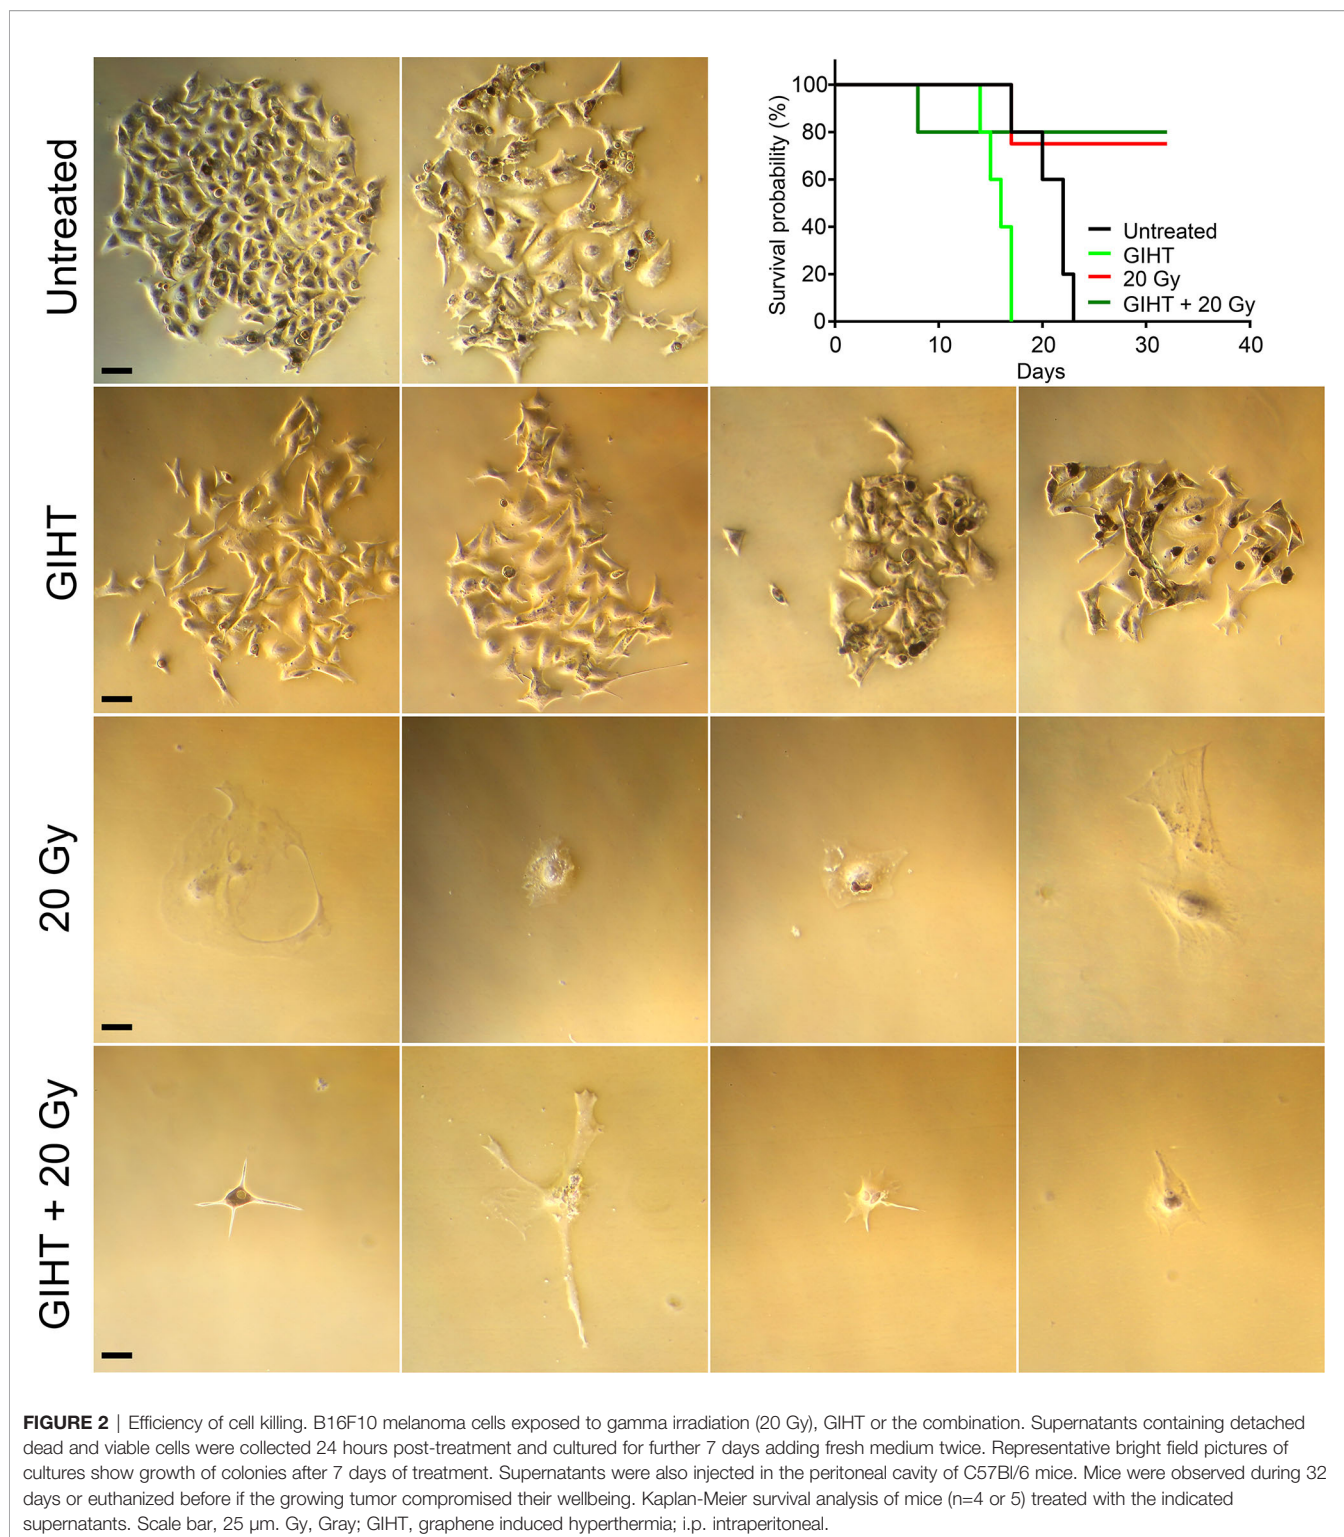 Untreated
100
80
60
40
20
0
Survival probability (%)
0 10 20 30 40
Days
Untreated
GIHT
20 Gy
GIHT + 20 Gy
GIHT
20 Gy
GIHT + 20 Gy
FIGURE 2 | Efficiency of cell killing. B16F10 melanoma cells exposed to gamma irradiation (20 Gy), GIHT or the combination. Supernatants containing detached
dead and viable cells were collected 24 hours post-treatment and cultured for further 7 days adding fresh medium twice. Representative bright field pictures of
cultures show growth of colonies after 7 days of treatment. Supernatants were also injected in the peritoneal cavity of C57Bl/6 mice. Mice were observed during 32
days or euthanized before if the growing tumor compromised their wellbeing. Kaplan-Meier survival analysis of mice (n=4 or 5) treated with the indicated
supernatants. Scale bar, 25 µm. Gy, Gray; GIHT, graphene induced hyperthermia; i.p. intraperitoneal.